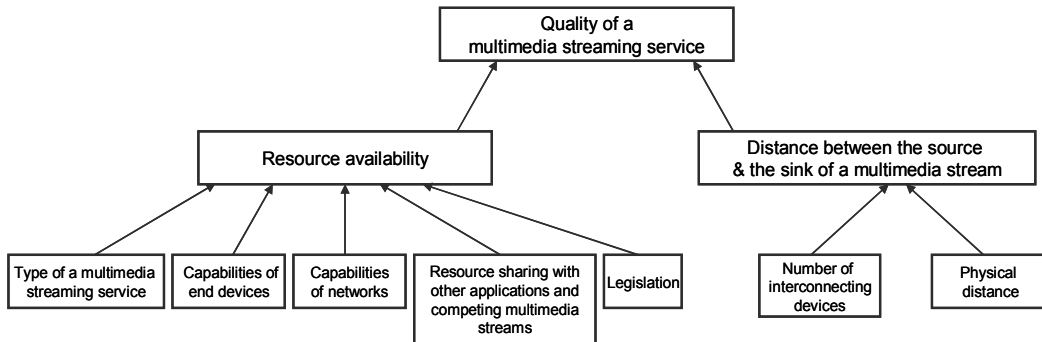 Quality of a
multimedia streaming service
Resource availability
Distance between the source
& the sink of a multimedia stream
Type of a multimedia
streaming service
Capabilities of
end devices
Capabilities
of networks
Resource sharing with
other applications and
competing multimedia
streams
Legislation
Number of
interconnecting
devices
Physical
distance